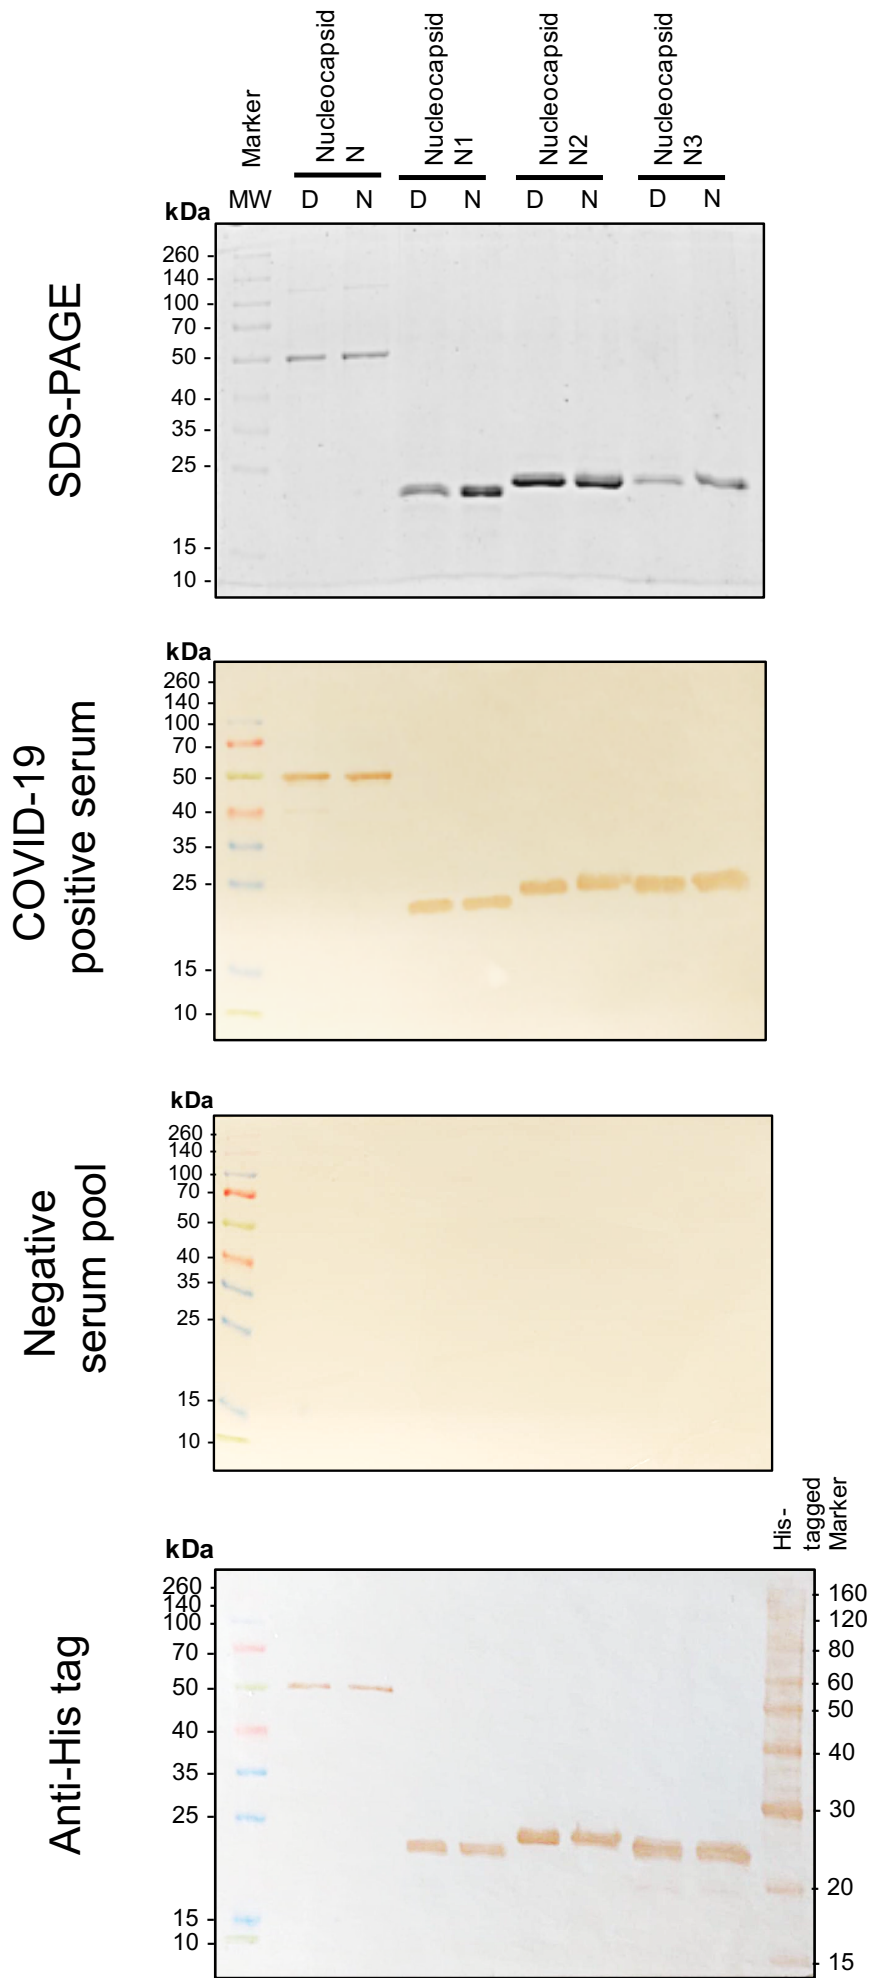 Marker
Nucleocapsid
N
Nucleocapsid
N1
Nucleocapsid
N2
Nucleocapsid
N3
kDa
MW
D
N
D
N
D
N
D
N
SDS-PAGE
260 -
140 -
100 -
70 -
50 -
40 -
35 -
25 -
15 -
10 -
COVID-19
positive serum
kDa
260 -
140 -
100 -
70 -
50 -
40 -
35 -
25 -
15 -
10 -
Negative
serum pool
kDa
260 -
140 -
100 -
70 -
50 -
40 -
35 -
25 -
15 -
10 -
His-
tagged
Marker
Anti-His tag
kDa
260 -
140 -
100 -
70 -
50 -
40 -
35 -
25 -
15 -
10 -
- 160
- 120
- 80
- 60
- 50
- 40
- 30
- 20
- 15